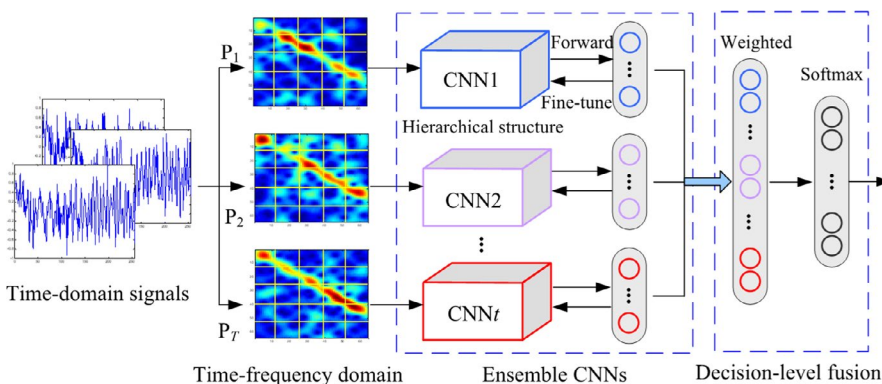 P1
P2
PT
Time-domain signals
Time-frequency domain
CNN1
Forward
Fine-tune
Hierarchical structure
CNN2
CNNt
Ensemble CNNs
Weighted
Softmax
Decision-level fusion